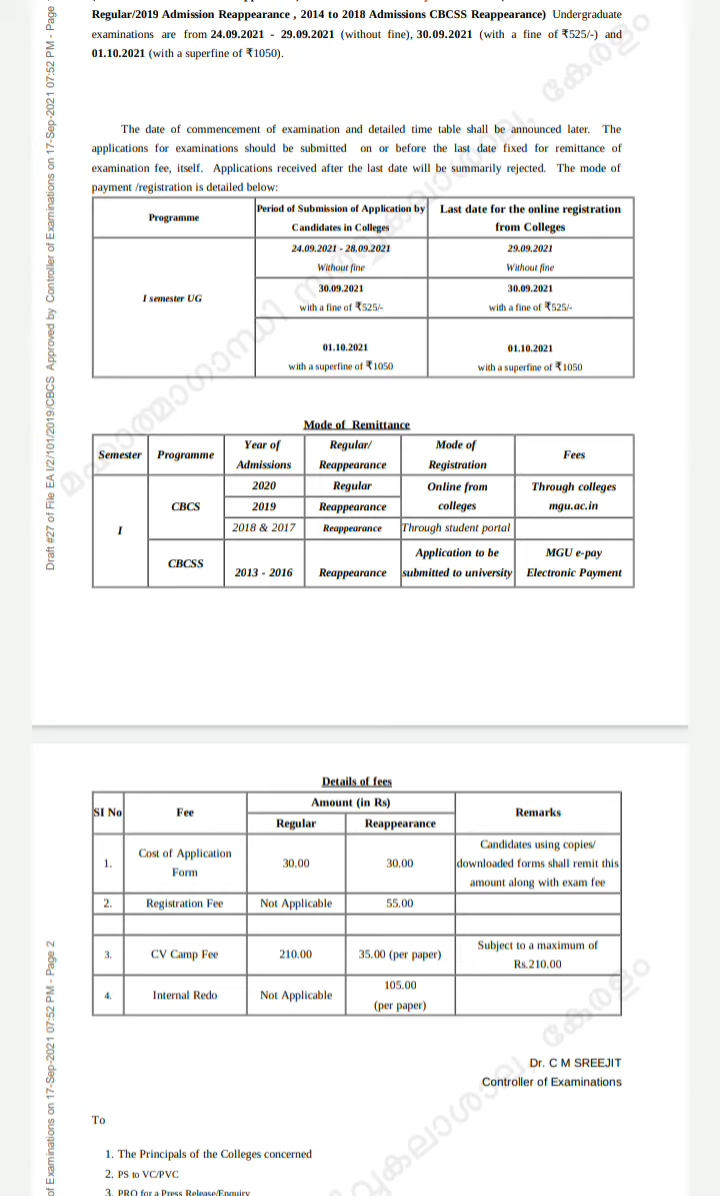 Regular/2019 Admission Reappearance , 2014 to 2018 Admissions CBCSS Reappearance) Undergraduate
examinations are from 24.09.2021 - 29.09.2021 (without fine), 30.09.2021 (with a fine of ₹525/-) and
01.10.2021 (with a superfine of ₹1050).
The date of commencement of examination and detailed time table shall be announced later. The
applications for examinations should be submitted on or before the last date fixed for remittance of
examination fee, itself. Applications received after the last date will be summarily rejected. The mode of
payment /registration is detailed below:
Programme
Period of Submission of Application by
Candidates in Colleges
Last date for the online registration
from Colleges
I semester UG
24.09.2021 - 28.09.2021
Without fine
29.09.2021
Without fine
30.09.2021
with a fine of ₹525/-
30.09.2021
with a fine of ₹525/-
01.10.2021
with a superfine of ₹1050
01.10.2021
with a superfine of ₹1050
Mode of Remittance
Semester
Programme
Year of
Admissions
Regular/
Reappearance
Mode of
Registration
Fees
I
CBCS
2020
Regular
Online from
colleges
Through colleges
mgu.ac.in
2019
Reappearance
2018 & 2017
Reappearance
Through student portal
CBCSS
2013 - 2016
Reappearance
Application to be
submitted to university
MGU e-pay
Electronic Payment
Draft #27 of File EA I/2/101/2019/CBCS Approved by Controller of Examinations on 17-Sep-2021 07:52 PM - Page
Details of fees
SI No
Fee
Amount (in Rs)
Regular
Reappearance
Remarks
1.
Cost of Application
Form
30.00
30.00
Candidates using copies/
downloaded forms shall remit this
amount along with exam fee
2.
Registration Fee
Not Applicable
55.00
3.
CV Camp Fee
210.00
35.00 (per paper)
Subject to a maximum of
Rs.210.00
4.
Internal Redo
Not Applicable
105.00
(per paper)
Dr. C M SREEJIT
Controller of Examinations
To
1. The Principals of the Colleges concerned
2. PS to VC/PVC
3. PRO for a Press Release/Enquiry
of Examinations on 17-Sep-2021 07:52 PM - Page 2
കേരളം